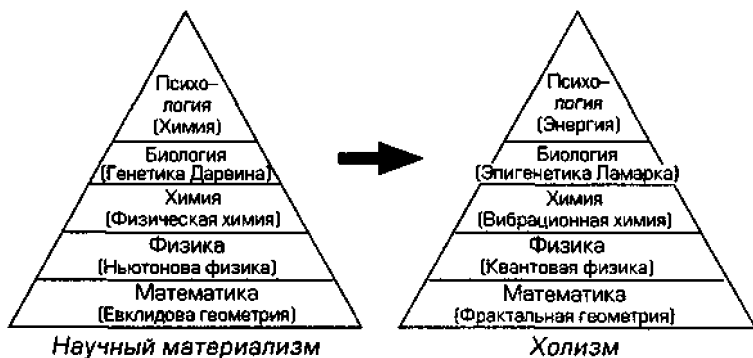 Психо-
логия
(Химия)
Биология
(Генетика Дарвина)
Химия
(Физическая химия)
Физика
(Ньютонова физика)
Математика
(Евклидова геометрия)
Научный материализм
Психо-
логия
(Энергия)
Биология
(Эпигенетика Ламарка)
Химия
(Вибрационная химия)
Физика
(Квантовая физика)
Математика
(Фрактальная геометрия)
Холизм